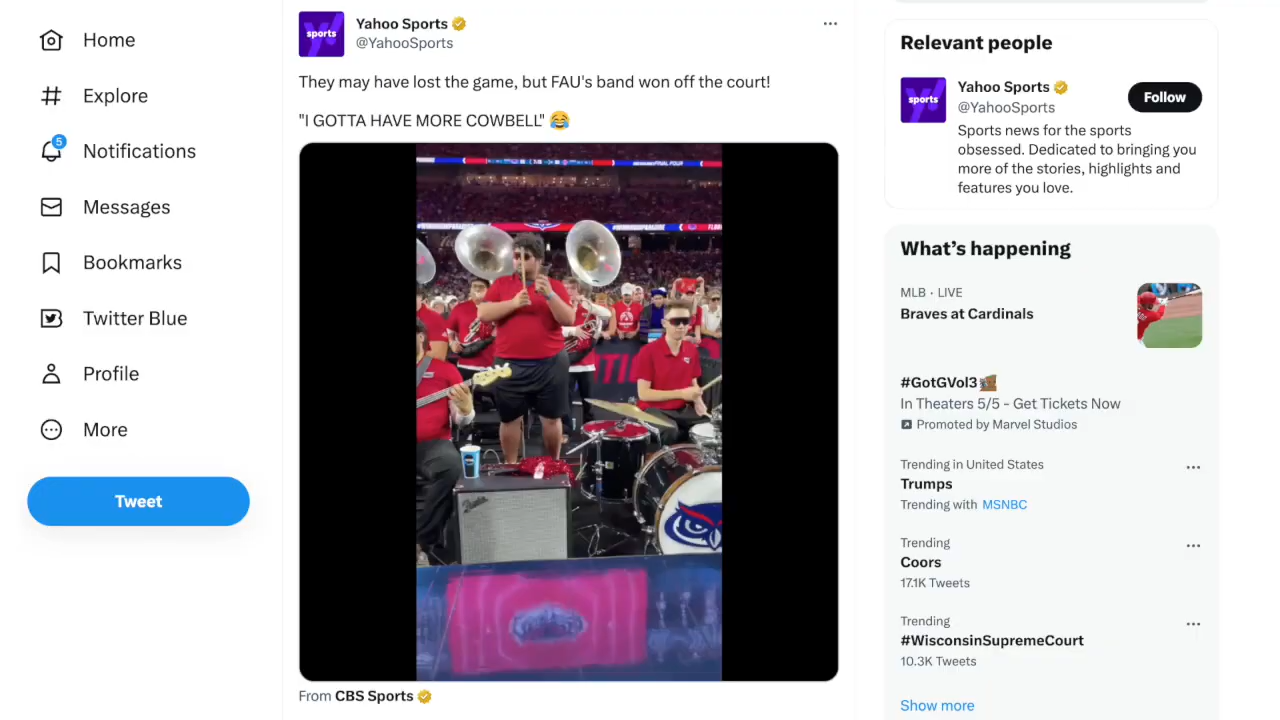 Home
Explore
5
Notifications
Messages
Bookmarks
Twitter Blue
Profile
More
Tweet
sports
Yahoo Sports
@YahooSports
They may have lost the game, but FAU's band won off the court!
"I GOTTA HAVE MORE COWBELL" 😂
From CBS Sports
Relevant people
sports
Yahoo Sports
@YahooSports
Follow
Sports news for the sports
obsessed. Dedicated to bringing you
more of the stories, highlights and
features you love.
What's happening
MLB · LIVE
Braves at Cardinals
#GotGVol3
In Theaters 5/5 - Get Tickets Now
Promoted by Marvel Studios
Trending in United States
Trumps
Trending with MSNBC
Trending
Coors
17.1K Tweets
Trending
#WisconsinSupremeCourt
10.3K Tweets
Show more